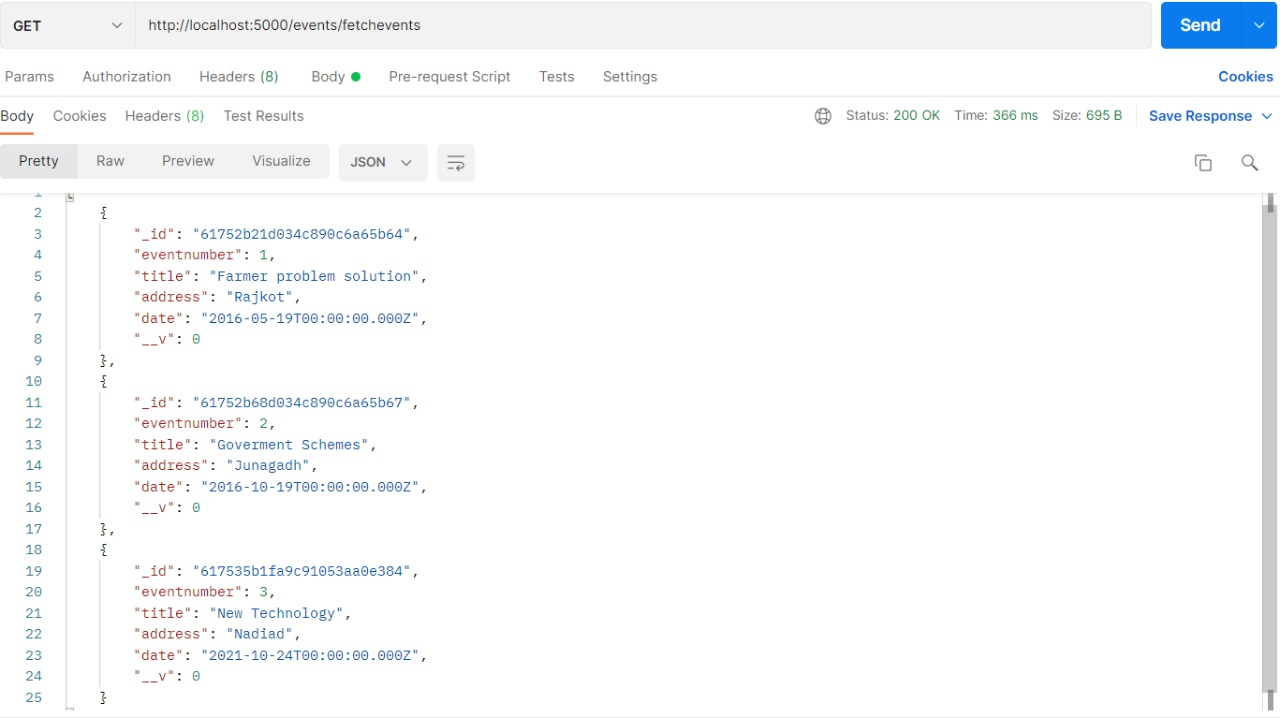 GET http://localhost:5000/events/fetchevents Send
Params Authorization Headers (8) Body Pre-request Script Tests Settings Cookies
Body Cookies Headers (8) Test Results Status: 200 OK Time: 366 ms Size: 695 B Save Response
Pretty Raw Preview Visualize JSON
1 [
2 {
3 "_id": "61752b21d034c890c6a65b64",
4 "eventnumber": 1,
5 "title": "Farmer problem solution",
6 "address": "Rajkot",
7 "date": "2016-05-19T00:00:00.000Z",
8 "__v": 0
9 },
10 {
11 "_id": "61752b68d034c890c6a65b67",
12 "eventnumber": 2,
13 "title": "Goverment Schemes",
14 "address": "Junagadh",
15 "date": "2016-10-19T00:00:00.000Z",
16 "__v": 0
17 },
18 {
19 "_id": "617535b1fa9c91053aa0e384",
20 "eventnumber": 3,
21 "title": "New Technology",
22 "address": "Nadiad",
23 "date": "2021-10-24T00:00:00.000Z",
24 "__v": 0
25 }